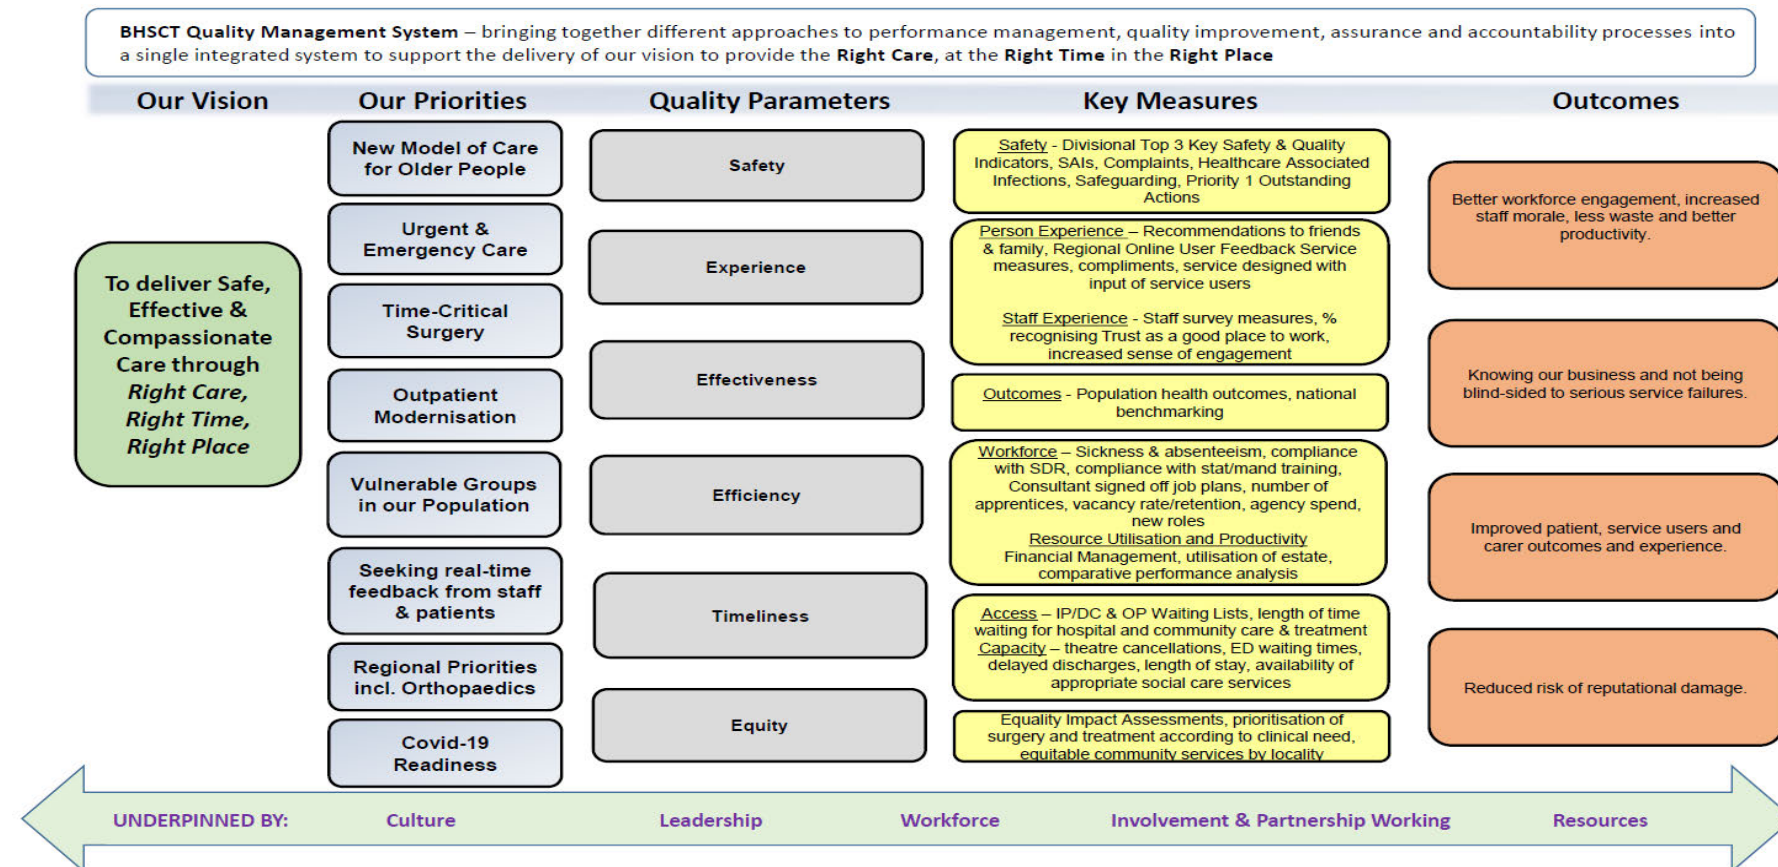 BHSCT Quality Management System – bringing together different approaches to performance management, quality improvement, assurance and accountability processes into
a single integrated system to support the delivery of our vision to provide the Right Care, at the Right Time in the Right Place
Our Vision
Our Priorities
Quality Parameters
Key Measures
Outcomes
To deliver Safe,
Effective &
Compassionate
Care through
Right Care,
Right Time,
Right Place
New Model of Care
for Older People
Urgent &
Emergency Care
Time-Critical
Surgery
Outpatient
Modernisation
Vulnerable Groups
in our Population
Seeking real-time
feedback from staff
& patients
Regional Priorities
incl. Orthopaedics
Covid-19
Readiness
Safety
Experience
Effectiveness
Efficiency
Timeliness
Equity
Safety - Divisional Top 3 Key Safety & Quality
Indicators, SAIs, Complaints, Healthcare Associated
Infections, Safeguarding, Priority 1 Outstanding
Actions
Person Experience – Recommendations to friends
& family, Regional Online User Feedback Service
measures, compliments, service designed with
input of service users
Staff Experience - Staff survey measures, %
recognising Trust as a good place to work,
increased sense of engagement
Outcomes - Population health outcomes, national
benchmarking
Workforce – Sickness & absenteeism, compliance
with SDR, compliance with stat/mand training,
Consultant signed off job plans, number of
apprentices, vacancy rate/retention, agency spend,
new roles
Resource Utilisation and Productivity
Financial Management, utilisation of estate,
comparative performance analysis
Access – IP/DC & OP Waiting Lists, length of time
waiting for hospital and community care & treatment
Capacity – theatre cancellations, ED waiting times,
delayed discharges, length of stay, availability of
appropriate social care services
Equality Impact Assessments, prioritisation of
surgery and treatment according to clinical need,
equitable community services by locality
Better workforce engagement, increased
staff morale, less waste and better
productivity.
Knowing our business and not being
blind-sided to serious service failures.
Improved patient, service users and
carer outcomes and experience.
Reduced risk of reputational damage.
UNDERPINNED BY:
Culture
Leadership
Workforce
Involvement & Partnership Working
Resources